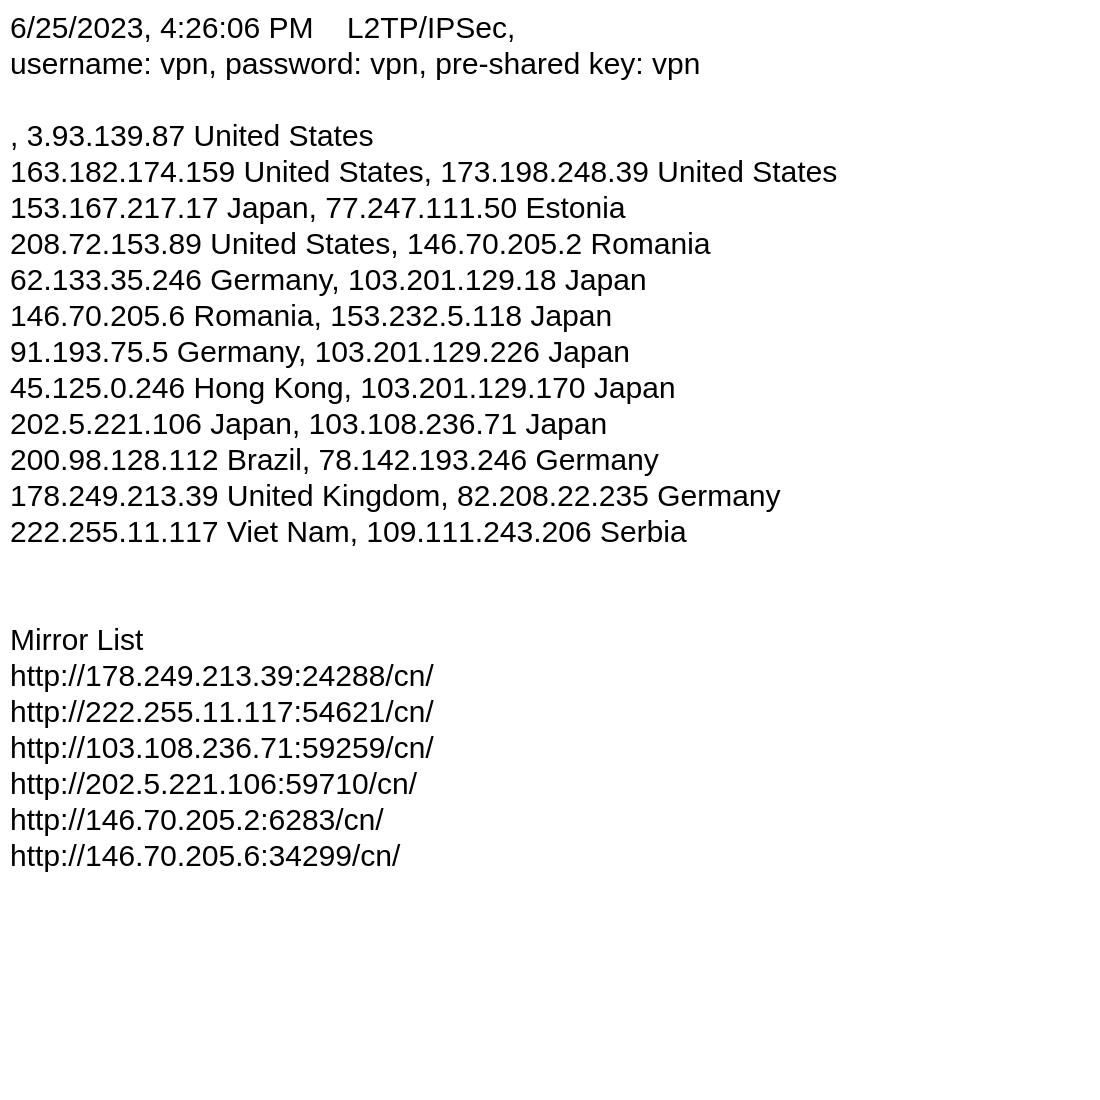 6/25/2023, 4:26:06 PM    L2TP/IPSec,
username: vpn, password: vpn, pre-shared key: vpn
, 3.93.139.87 United States
163.182.174.159 United States, 173.198.248.39 United States
153.167.217.17 Japan, 77.247.111.50 Estonia
208.72.153.89 United States, 146.70.205.2 Romania
62.133.35.246 Germany, 103.201.129.18 Japan
146.70.205.6 Romania, 153.232.5.118 Japan
91.193.75.5 Germany, 103.201.129.226 Japan
45.125.0.246 Hong Kong, 103.201.129.170 Japan
202.5.221.106 Japan, 103.108.236.71 Japan
200.98.128.112 Brazil, 78.142.193.246 Germany
178.249.213.39 United Kingdom, 82.208.22.235 Germany
222.255.11.117 Viet Nam, 109.111.243.206 Serbia
Mirror List
http://178.249.213.39:24288/cn/
http://222.255.11.117:54621/cn/
http://103.108.236.71:59259/cn/
http://202.5.221.106:59710/cn/
http://146.70.205.2:6283/cn/
http://146.70.205.6:34299/cn/